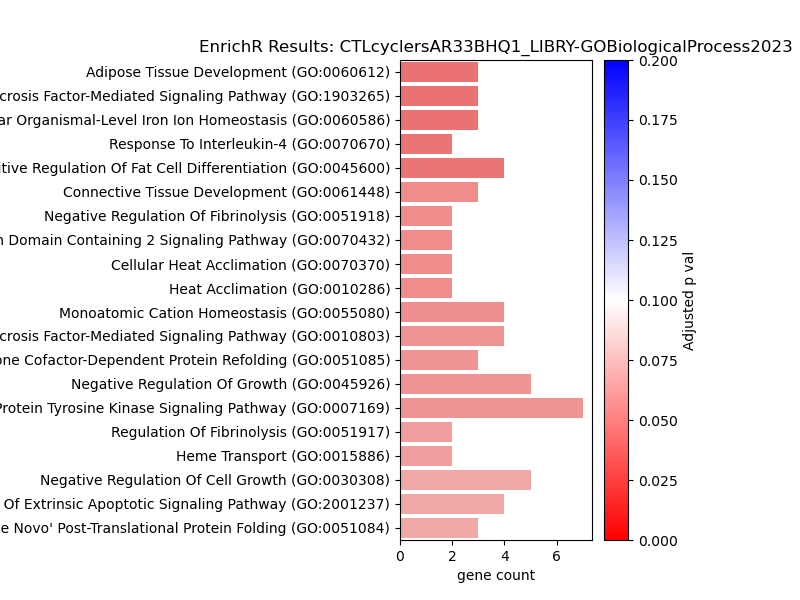 EnrichR Results: CTLcyclersAR33BHQ1_LIBRY-GOBiologicalProcess2023
Adipose Tissue Development (GO:0060612)
Factor-Mediated Signaling Pathway (GO:1903265)
Organismal-Level Iron Ion Homeostasis (GO:0060586)
Response To Interleukin-4 (GO:0070670)
Regulation Of Fat Cell Differentiation (GO:0045600)
Connective Tissue Development (GO:0061448)
Negative Regulation Of Fibrinolysis (GO:0051918)
Domain Containing 2 Signaling Pathway (GO:0070432)
Cellular Heat Acclimation (GO:0070370)
Heat Acclimation (GO:0010286)
Monoatomic Cation Homeostasis (GO:0055080)
Factor-Mediated Signaling Pathway (GO:0010803)
Cofactor-Dependent Protein Refolding (GO:0051085)
Negative Regulation Of Growth (GO:0045926)
Protein Tyrosine Kinase Signaling Pathway (GO:0007169)
Regulation Of Fibrinolysis (GO:0051917)
Heme Transport (GO:0015886)
Negative Regulation Of Cell Growth (GO:0030308)
Of Extrinsic Apoptotic Signaling Pathway (GO:2001237)
Novo' Post-Translational Protein Folding (GO:0051084)
0 2 4 6
gene count
0.200
0.175
0.150
0.125
0.100
0.075
0.050
0.025
0.000
Adjusted p val